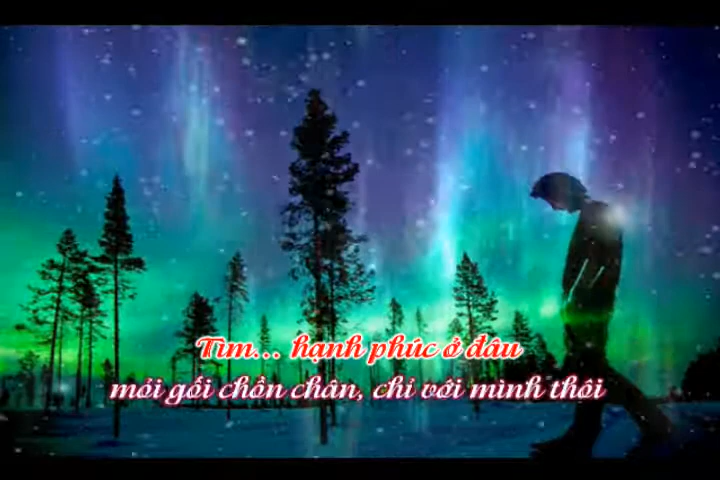 Tìm... hạnh phúc ở đâu
mỏi gối chồn chân, chỉ với mình thôi